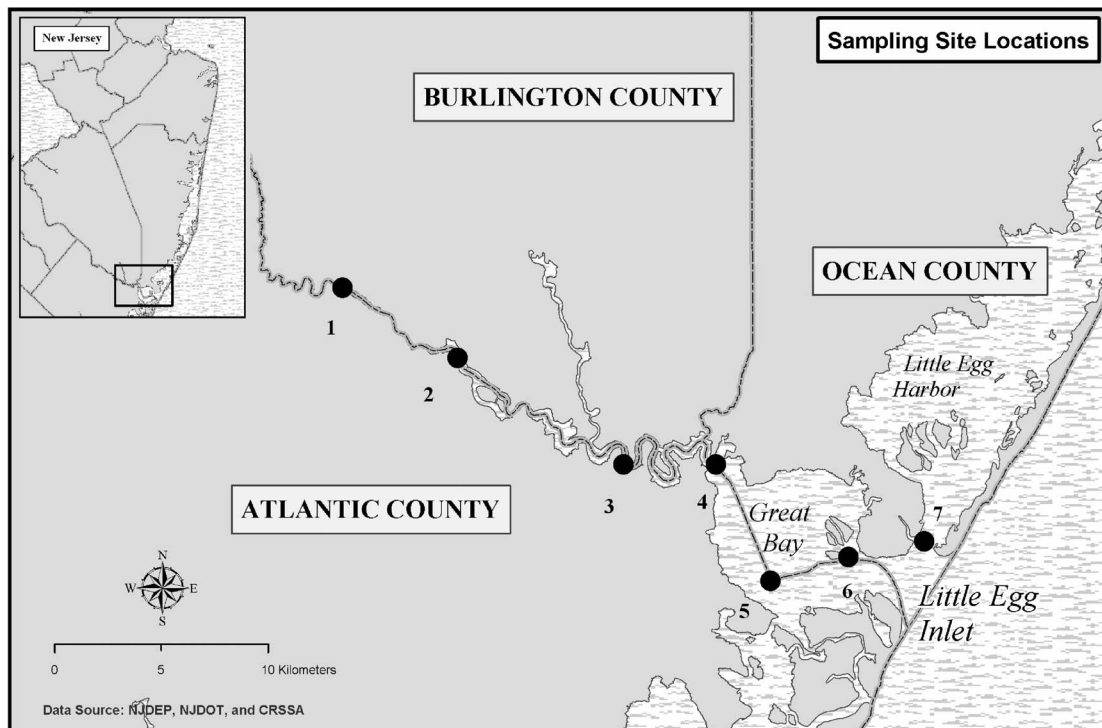 New Jersey
Sampling Site Locations
BURLINGTON COUNTY
OCEAN COUNTY
1
2
Little Egg
Harbor
ATLANTIC COUNTY
3
4
Great
Bay
7
5
6
Little Egg
Inlet
N
W E
S
0 5 10 Kilometers
Data Source: NJDEP, NJDOT, and CRSSA